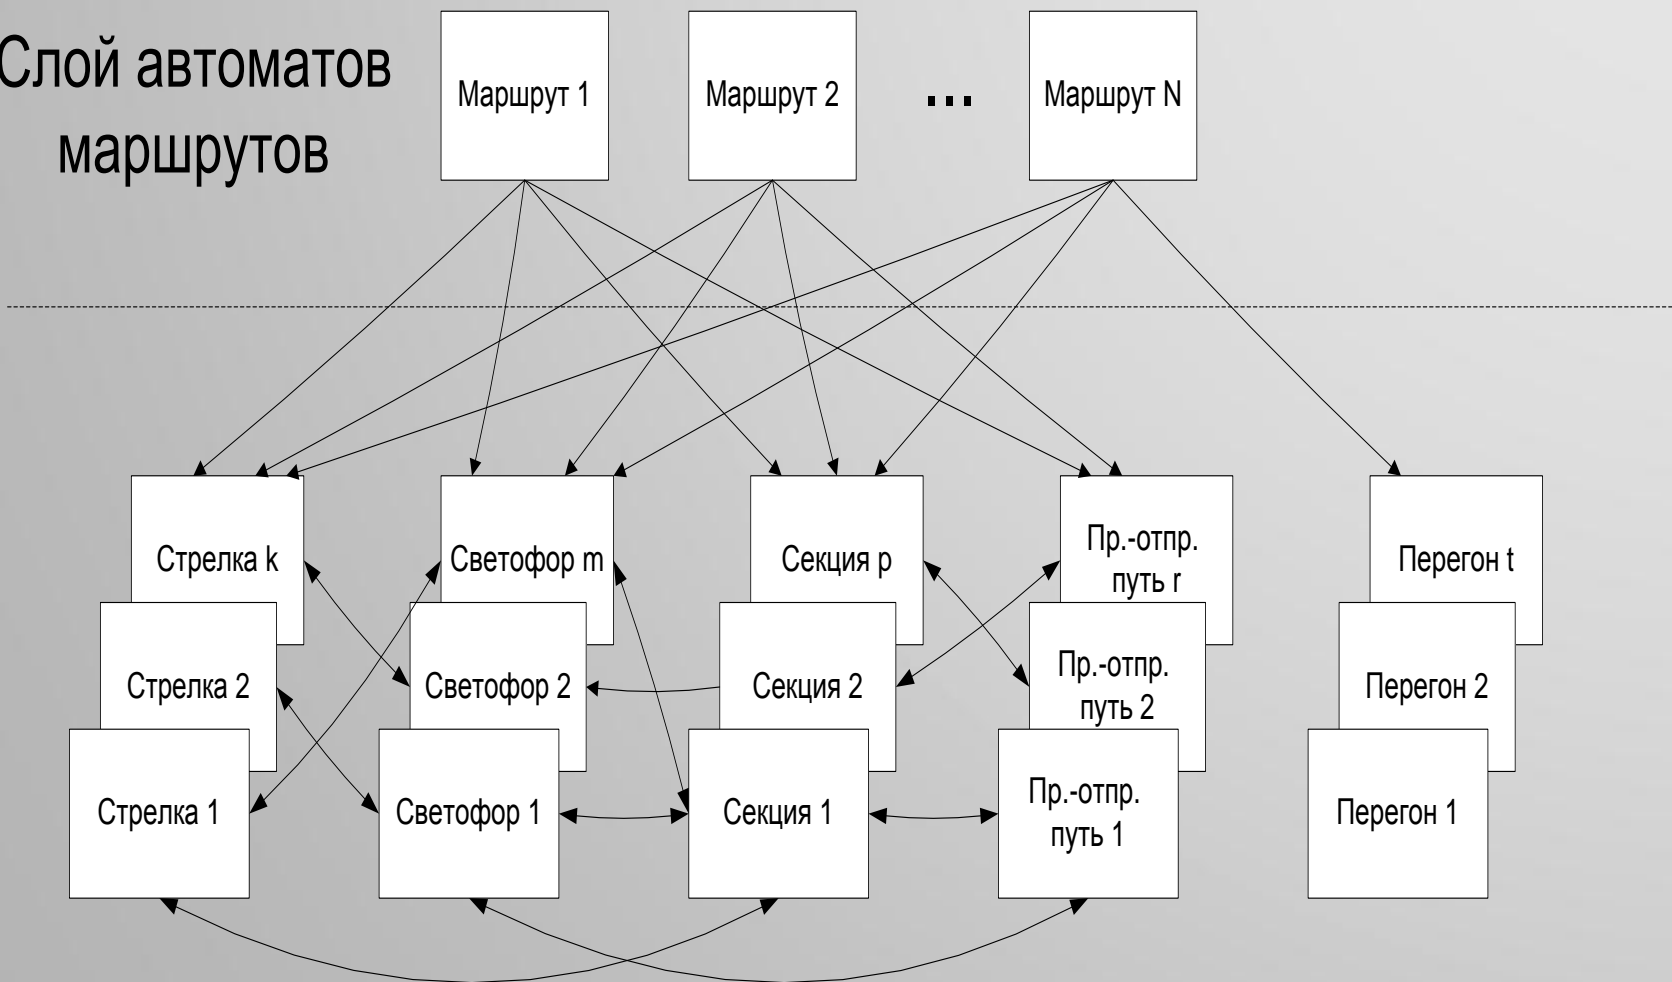 Слой автоматов
маршрутов
Маршрут 1
Маршрут 2
...
Маршрут N
Стрелка k
Светофор m
Секция p
Пр.-отпр.
путь r
Перегон t
Стрелка 2
Светофор 2
Секция 2
Пр.-отпр.
путь 2
Перегон 2
Стрелка 1
Светофор 1
Секция 1
Пр.-отпр.
путь 1
Перегон 1